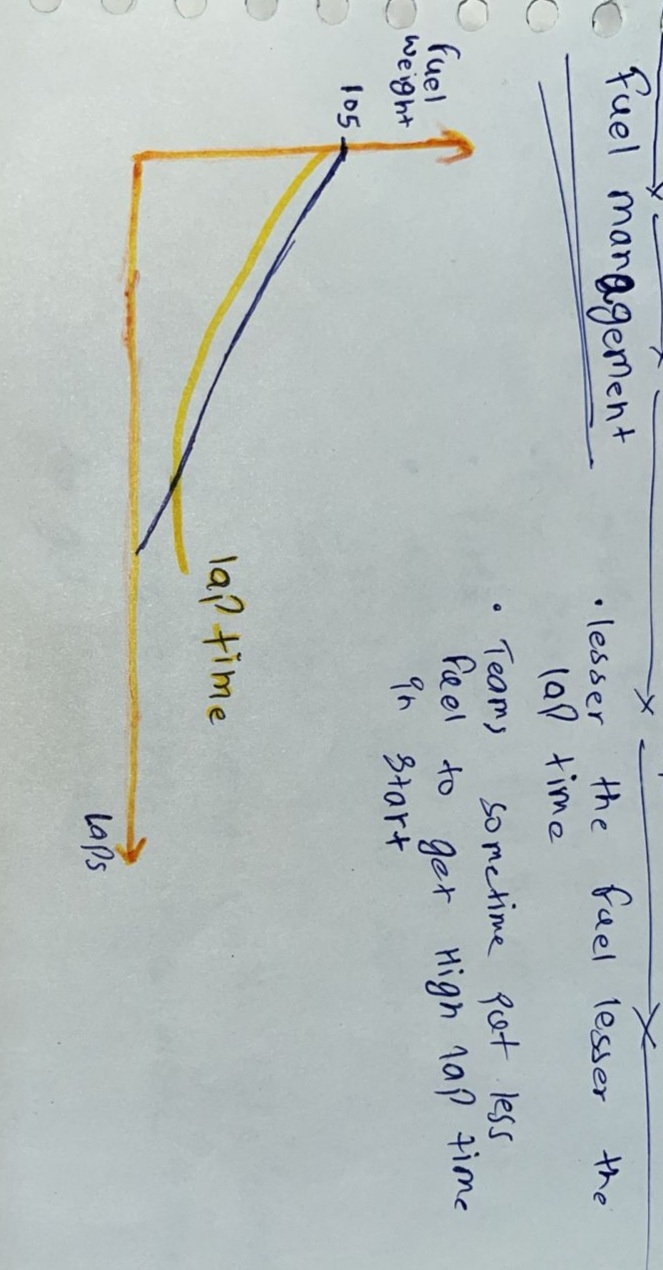 Fuel management
• lesser the fuel lesser the
lap time
• Teams sometime put less
fuel to get High lap time
in start
Fuel
weight
105
lap time
Laps